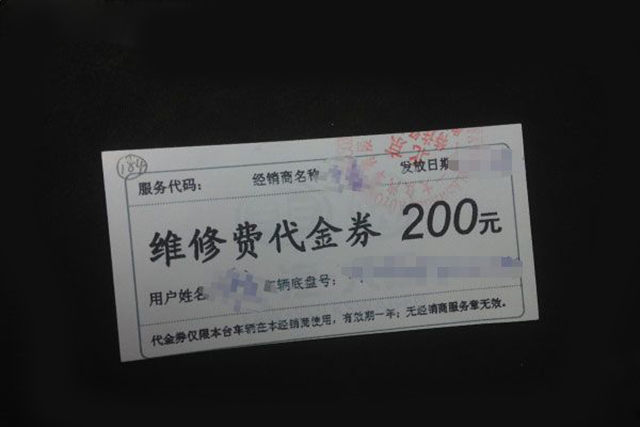 184
服务代码： 经销商名称 发放日期
维修费代金券 200元
用户姓名 车辆底盘号：
代金券仅限本台车辆在本经销商使用，有效期一年；无经销商服务章无效。